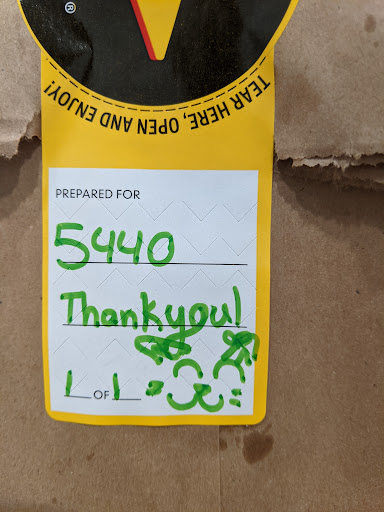 ®
TEAR HERE, OPEN AND ENJOY!
PREPARED FOR
5440
Thankyou!
1 OF 1